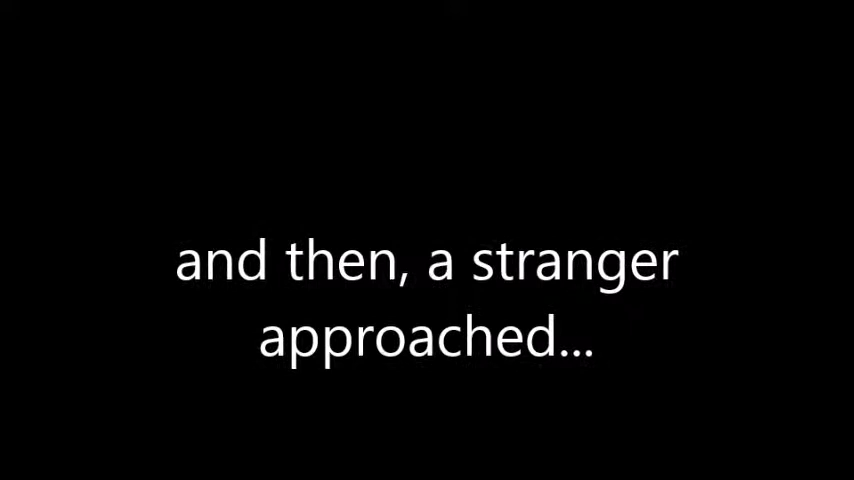 and then, a stranger
approached...